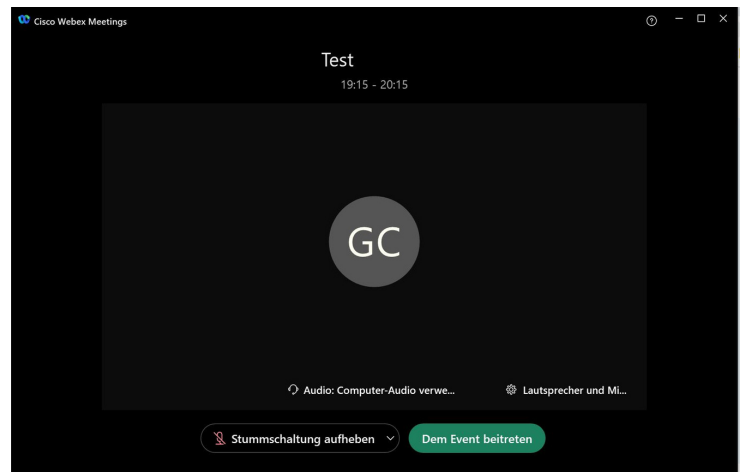 Cisco Webex Meetings
Test
19:15 - 20:15
GC
Audio: Computer-Audio verwe...
Lautsprecher und Mi...
Stummschaltung aufheben
Dem Event beitreten